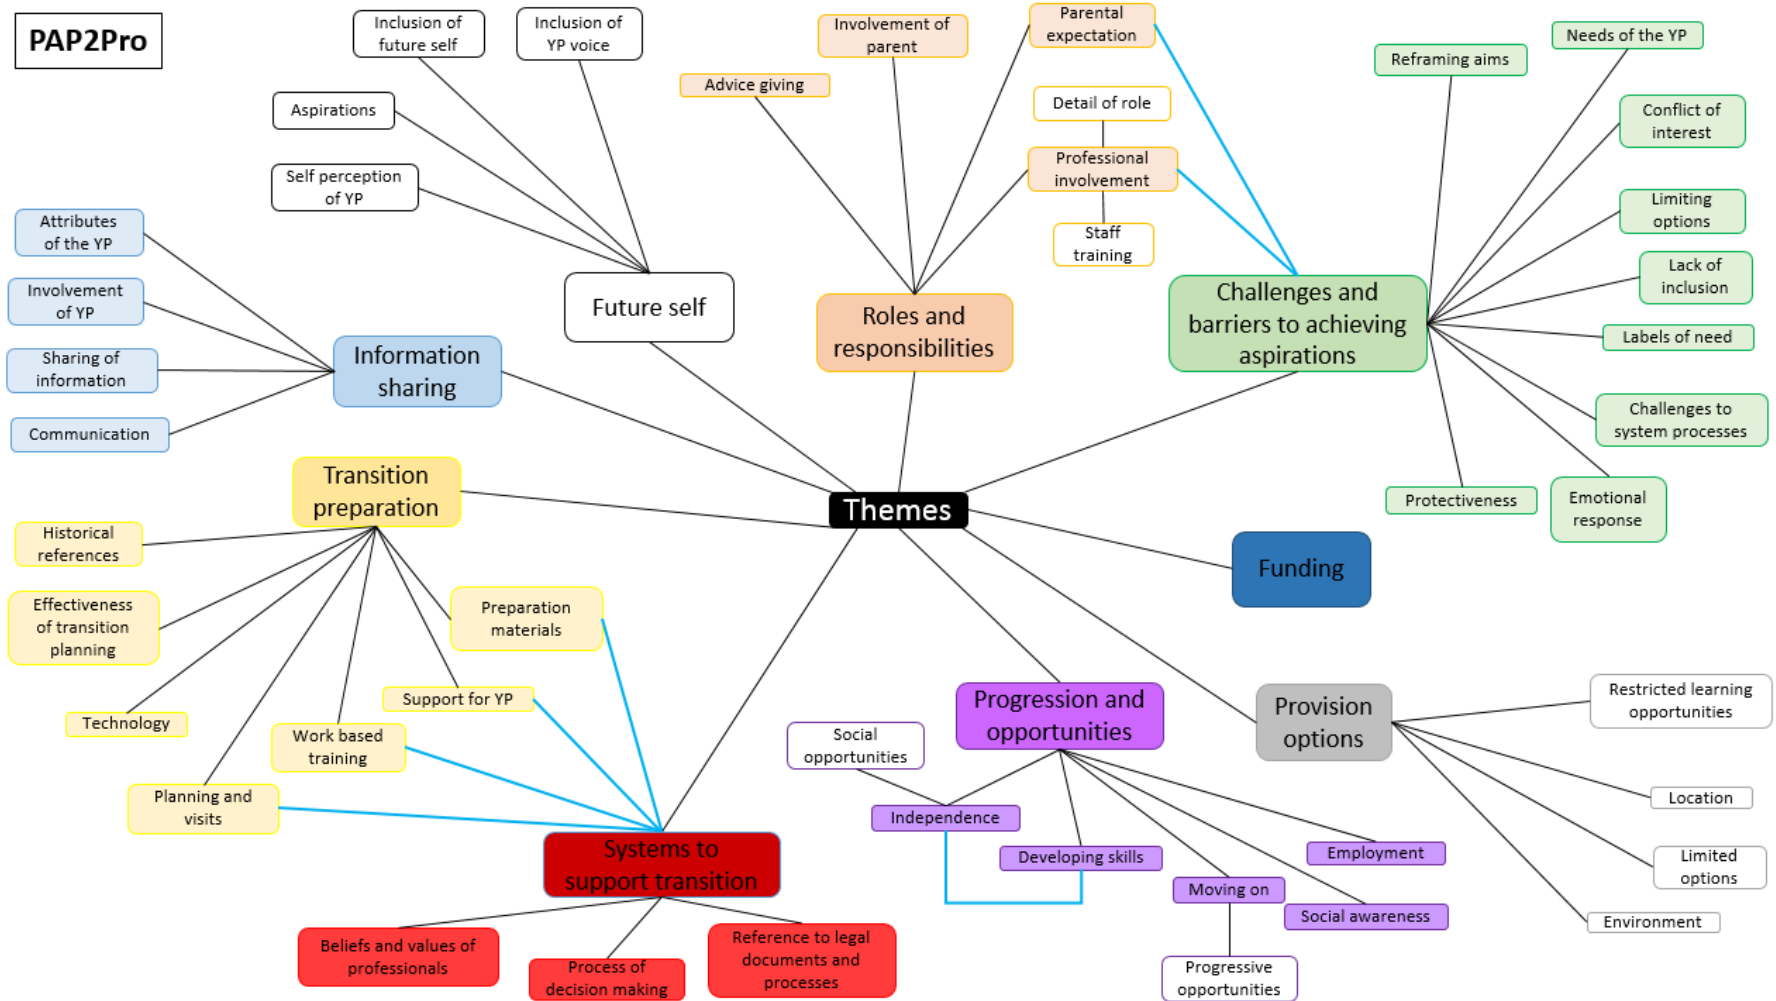 PAP2Pro
Inclusion of
future self
Inclusion of
YP voice
Aspirations
Self perception
of YP
Future self
Advice giving
Involvement of
parent
Parental
expectation
Detail of role
Professional
involvement
Staff
training
Roles and
responsibilities
Reframing aims
Needs of the YP
Conflict of
interest
Limiting
options
Lack of
inclusion
Labels of need
Challenges to
system processes
Emotional
response
Protectiveness
Challenges and
barriers to achieving
aspirations
Attributes
of the YP
Involvement
of YP
Sharing of
information
Communication
Information
sharing
Transition
preparation
Historical
references
Effectiveness
of transition
planning
Technology
Planning and
visits
Work based
training
Support for YP
Preparation
materials
Themes
Funding
Systems to
support transition
Beliefs and values of
professionals
Process of
decision making
Reference to legal
documents and
processes
Progression and
opportunities
Social
opportunities
Independence
Developing skills
Moving on
Progressive
opportunities
Social awareness
Employment
Provision
options
Restricted learning
opportunities
Location
Limited
options
Environment